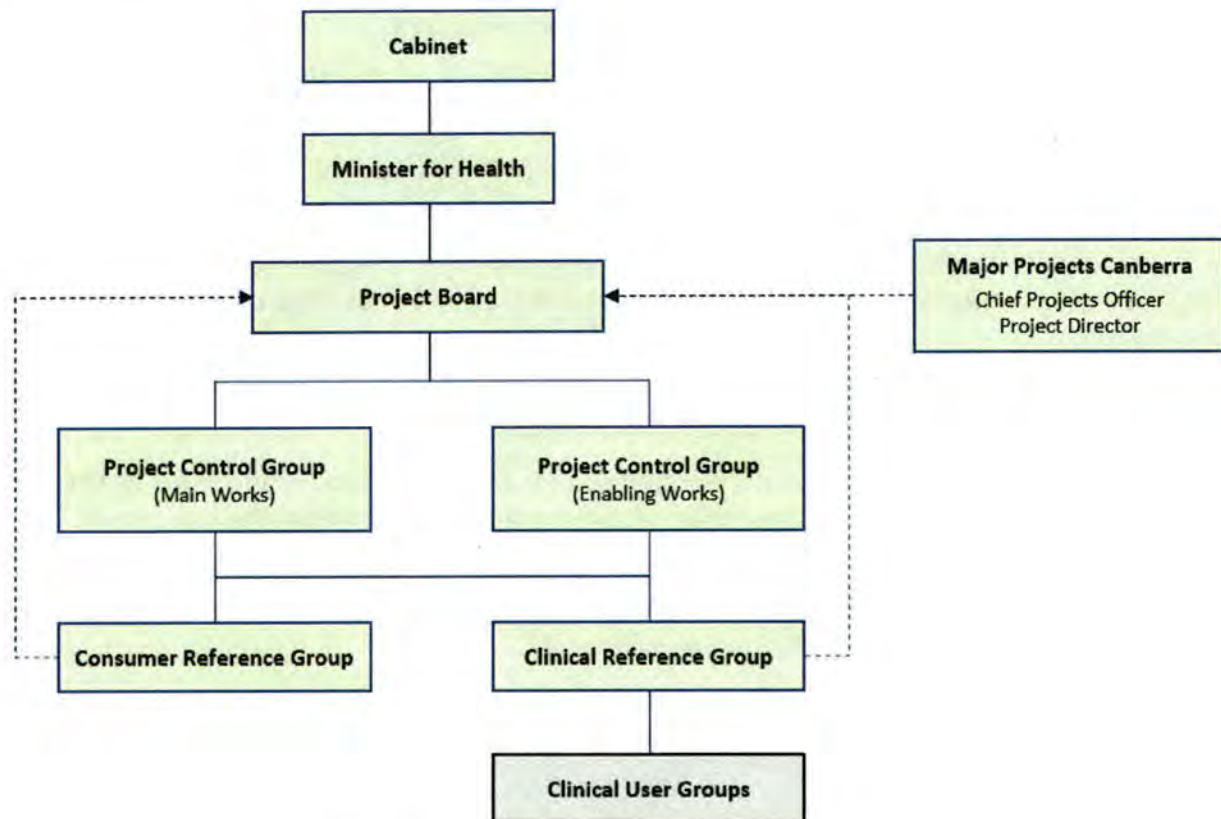 Cabinet
Minister for Health
Project Board
Major Projects Canberra
Chief Projects Officer
Project Director
Project Control Group
(Main Works)
Project Control Group
(Enabling Works)
Consumer Reference Group
Clinical Reference Group
Clinical User Groups